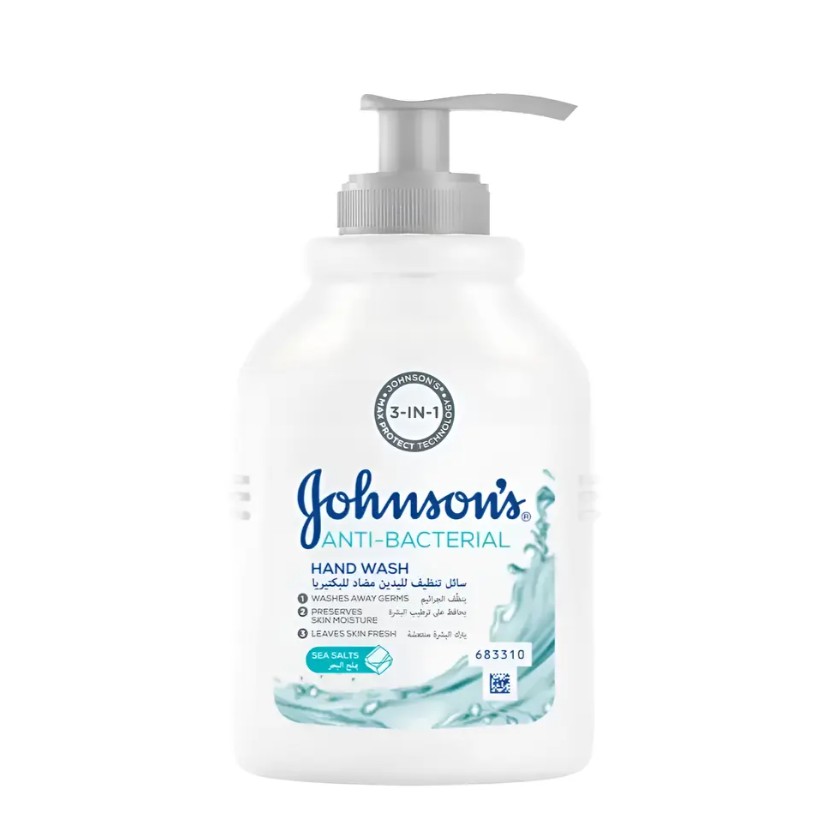 JOHNSON'S
3-IN-1
MAX PROTECT TECHNOLOGY
Johnson's®
ANTI-BACTERIAL
HAND WASH
سائل تنظيف لليدين مضاد للبكتيريا
1 WASHES AWAY GERMS ينظّف الجراثيم
2 PRESERVES SKIN MOISTURE يحافظ على ترطيب البشرة
3 LEAVES SKIN FRESH يترك البشرة منتعشة
SEA SALTS
ملح البحر
683310